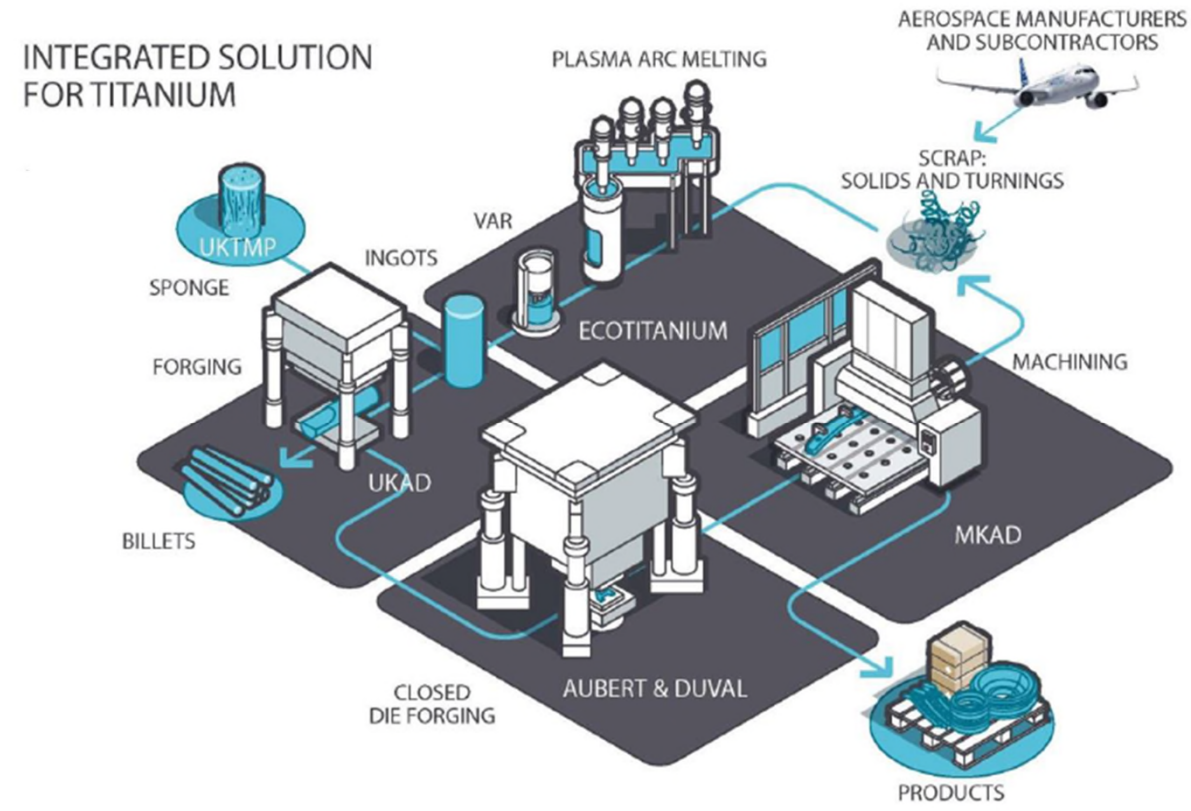 INTEGRATED SOLUTION
FOR TITANIUM
AEROSPACE MANUFACTURERS
AND SUBCONTRACTORS
PLASMA ARC MELTING
SCRAP:
SOLIDS AND TURNINGS
VAR
UKTMP
INGOTS
SPONGE
ECOTITANIUM
FORGING
MACHINING
UKAD
BILLETS
MKAD
AUBERT & DUVAL
CLOSED
DIE FORGING
PRODUCTS